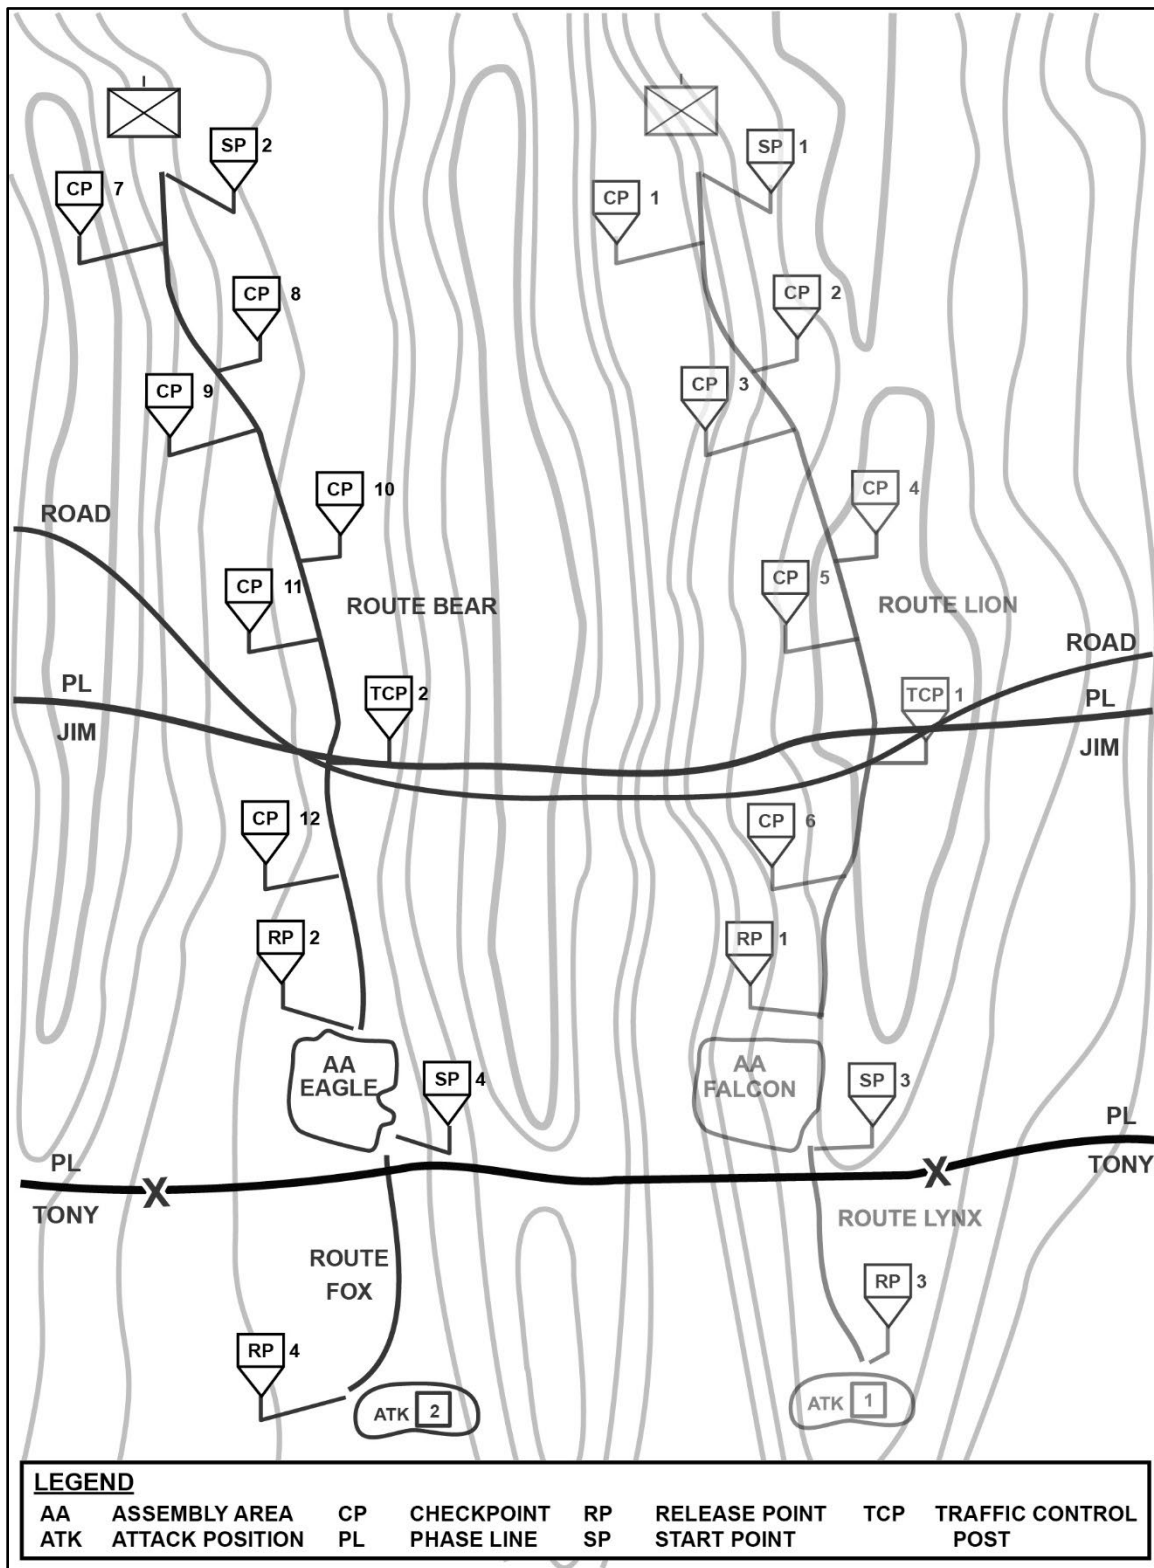 I
I
SP 2
SP 1
CP 7
CP 1
CP 8
CP 2
CP 9
CP 3
CP 10
CP 4
ROAD
CP 11
CP 5
ROUTE BEAR
ROUTE LION
ROAD
PL
JIM
TCP 2
TCP 1
PL
JIM
CP 12
CP 6
RP 2
RP 1
AA
EAGLE
AA
FALCON
SP 4
SP 3
PL
TONY
X
X
PL
TONY
ROUTE LYNX
ROUTE
FOX
RP 3
RP 4
ATK 2
ATK 1
LEGEND
AA ASSEMBLY AREA CP CHECKPOINT RP RELEASE POINT TCP TRAFFIC CONTROL
ATK ATTACK POSITION PL PHASE LINE SP START POINT POST